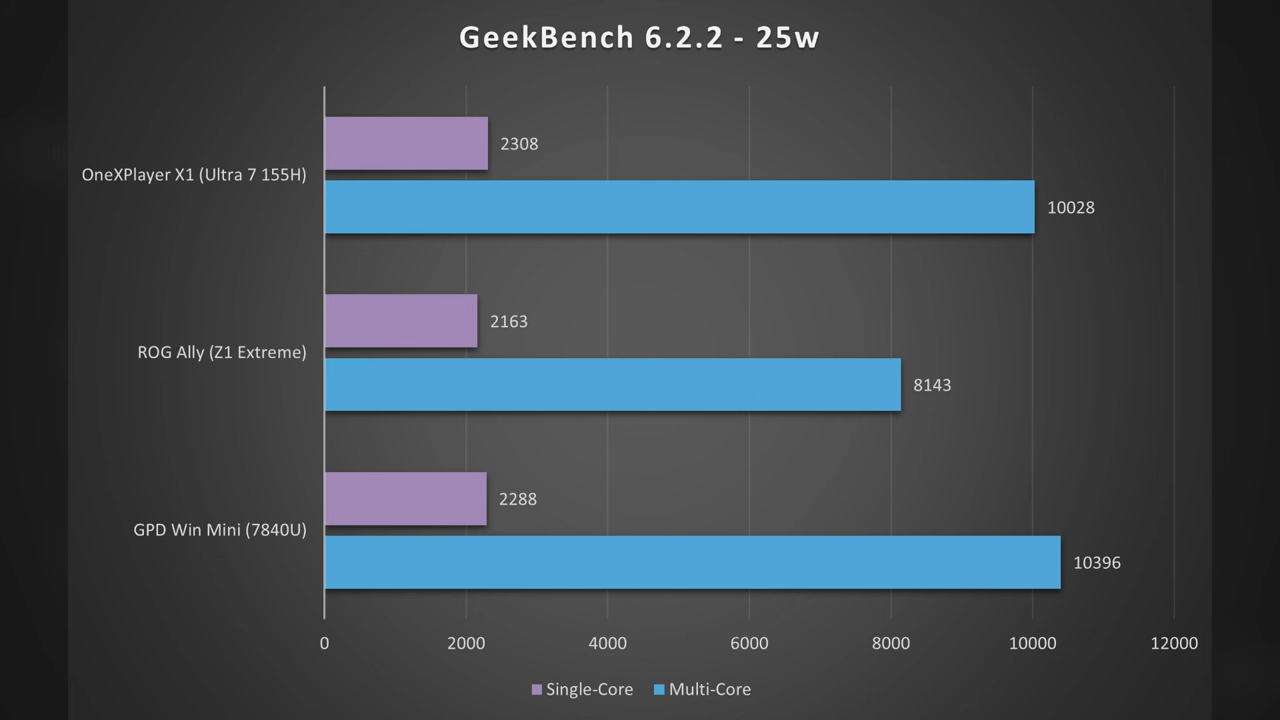 GeekBench 6.2.2 - 25w
OneXPlayer X1 (Ultra 7 155H)
2308
10028
ROG Ally (Z1 Extreme)
2163
8143
GPD Win Mini (7840U)
2288
10396
0 2000 4000 6000 8000 10000 12000
Single-Core Multi-Core